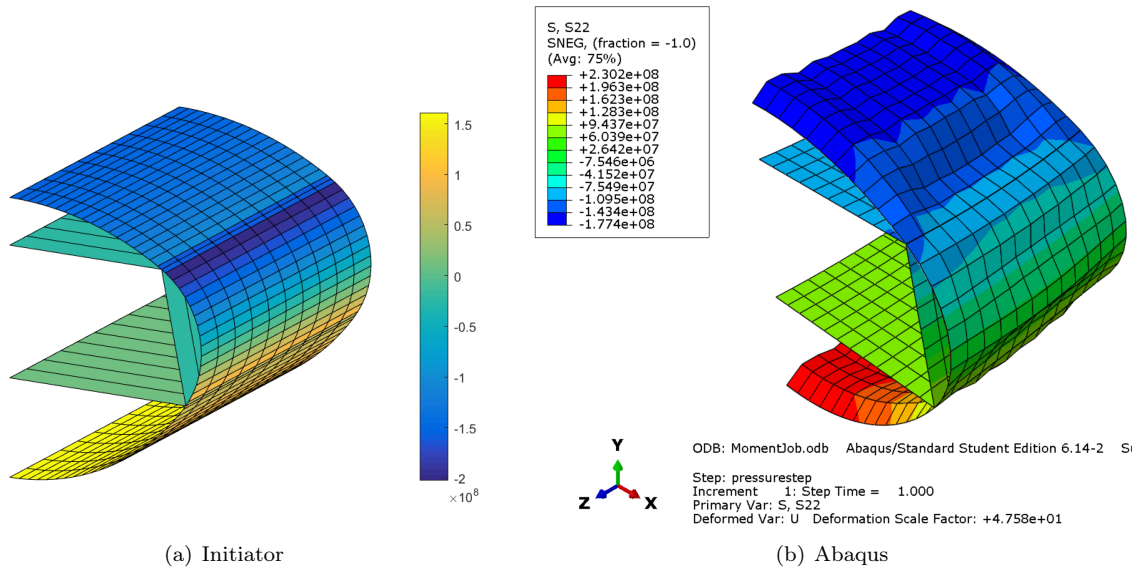 1.5
1
0.5
0
-0.5
-1
-1.5
-2
×10⁸
S, S22
SNEG, (fraction = -1.0)
(Avg: 75%)
+2.302e+08
+1.963e+08
+1.623e+08
+1.283e+08
+9.437e+07
+6.039e+07
+2.642e+07
-7.546e+06
-4.152e+07
-7.549e+07
-1.095e+08
-1.434e+08
-1.774e+08
Y
Z X
ODB: MomentJob.odb Abaqus/Standard Student Edition 6.14-2
Step: pressurestep
Increment 1: Step Time = 1.000
Primary Var: S, S22
Deformed Var: U Deformation Scale Factor: +4.758e+01
(a) Initiator
(b) Abaqus